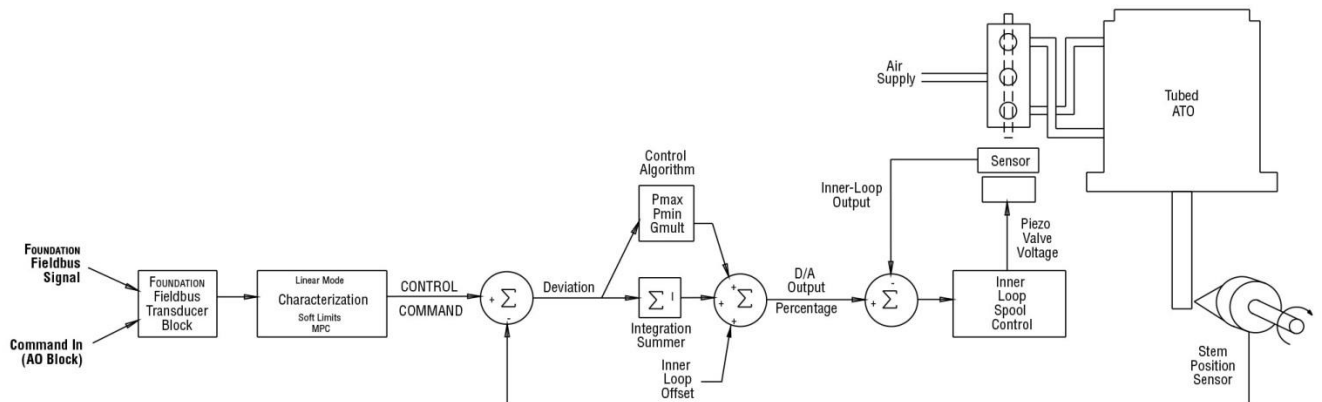 FOUNDATION
Fieldbus
Signal
Command In
(AO Block)
FOUNDATION
Fieldbus
Transducer
Block
Linear Mode
Characterization
Soft Limits
MPC
CONTROL
COMMAND
+
Σ
-
Deviation
Control
Algorithm
Pmax
Pmin
Gmult
Σ I
Integration
Summer
Inner
Loop
Offset
+
+
Σ
+
D/A
Output
Percentage
Inner-Loop
Output
-
+
Σ
Inner
Loop
Spool
Control
Piezo
Valve
Voltage
Sensor
Air
Supply
Tubed
ATO
Stem
Position
Sensor